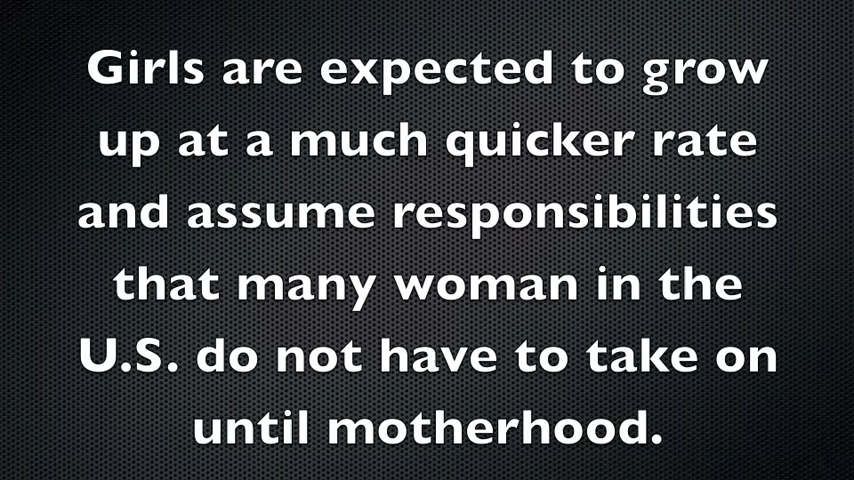 Girls are expected to grow
up at a much quicker rate
and assume responsibilities
that many woman in the
U.S. do not have to take on
until motherhood.